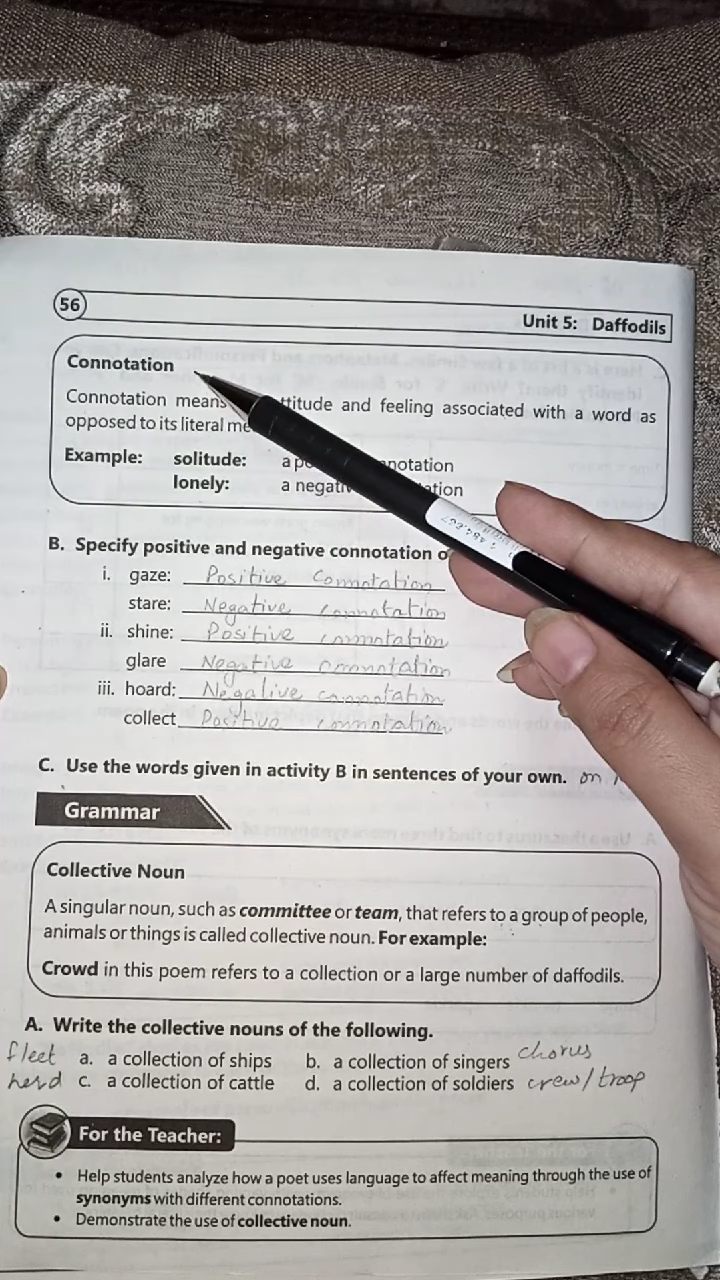 56
Unit 5: Daffodils
Connotation
Connotation means attitude and feeling associated with a word as
opposed to its literal
Example: solitude: a connotation
lonely: a negative
B. Specify positive and negative connotation
i. gaze: Positive Connotation
stare: Negative connotation
ii. shine: Positive connotation
glare Negative connotation
iii. hoard: Negative connotation
collect Positive connotation
C. Use the words given in activity B in sentences of your own. on
Grammar
Collective Noun
A singular noun, such as committee or team, that refers to a group of people,
animals or things is called collective noun. For example:
Crowd in this poem refers to a collection or a large number of daffodils.
A. Write the collective nouns of the following.
fleet a. a collection of ships b. a collection of singers chorus
herd c. a collection of cattle d. a collection of soldiers crew/troop
For the Teacher:
• Help students analyze how a poet uses language to affect meaning through the use of
synonyms with different connotations.
• Demonstrate the use of collective noun.